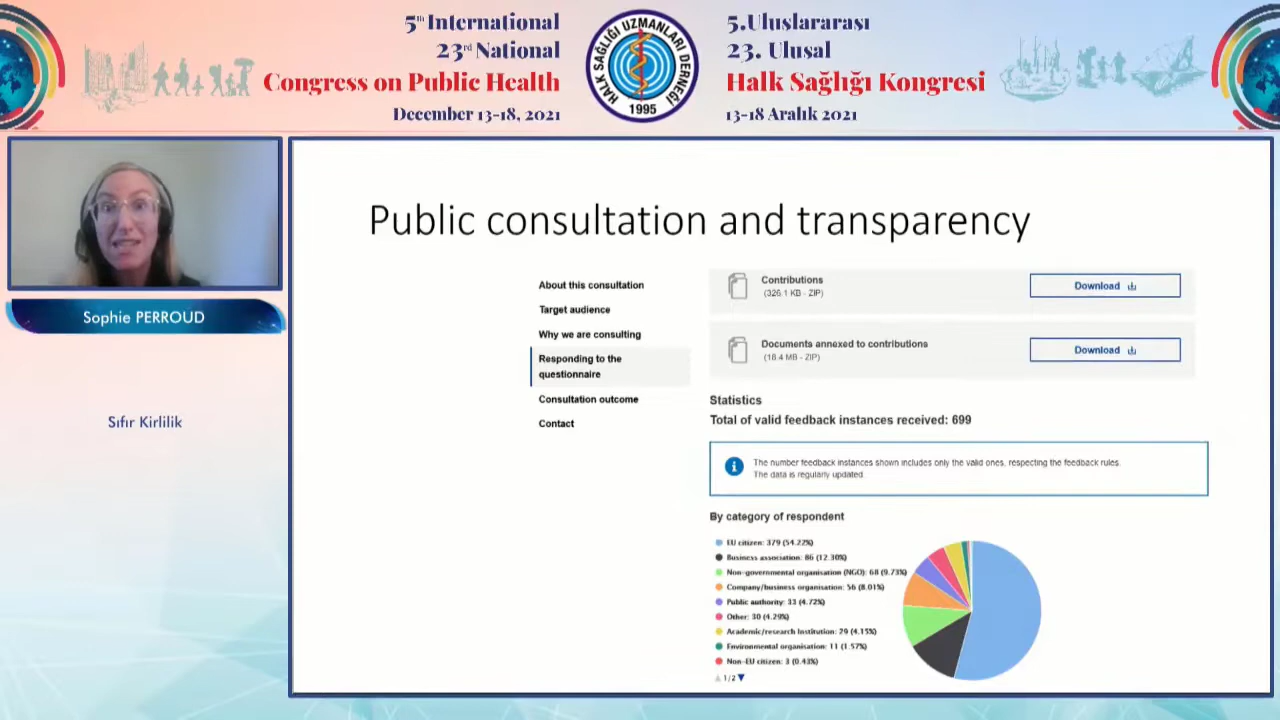 5th International
23rd National
Congress on Public Health
December 13-18, 2021
HALK SAĞLIĞI UZMANLARI DERNEĞİ
1995
5.Uluslararası
23. Ulusal
Halk Sağlığı Kongresi
13-18 Aralık 2021
Sophie PERROUD
Sıfır Kirlilik
Public consultation and transparency
About this consultation
Target audience
Why we are consulting
Responding to the
questionnaire
Consultation outcome
Contact
Contributions
(326.1 KB - ZIP)
Download
Documents annexed to contributions
(18.4 MB - ZIP)
Download
Statistics
Total of valid feedback instances received: 699
The number feedback instances shown includes only the valid ones, respecting the feedback rules.
The data is regularly updated.
By category of respondent
EU citizen: 379 (54.22%)
Business association: 86 (12.30%)
Non-governmental organisation (NGO): 68 (9.73%)
Company/business organisation: 56 (8.01%)
Public authority: 33 (4.72%)
Other: 30 (4.29%)
Academic/research Institution: 29 (4.15%)
Environmental organisation: 11 (1.57%)
Non-EU citizen: 3 (0.43%)
1/2